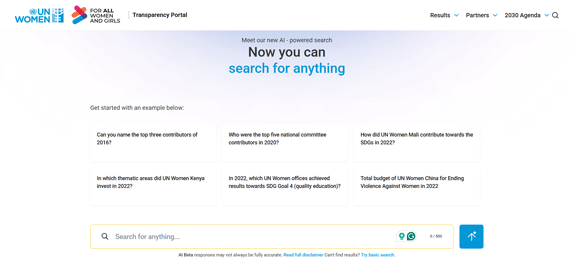 UN WOMEN
FOR ALL WOMEN AND GIRLS
Transparency Portal
Results
Partners
2030 Agenda
Meet our new AI - powered search
Now you can
search for anything
Get started with an example below:
Can you name the top three contributors of
2016?
Who were the top five national committee
contributors in 2020?
How did UN Women Mali contribute towards the
SDGs in 2022?
In which thematic areas did UN Women Kenya
invest in 2022?
In 2022, which UN Women offices achieved
results towards SDG Goal 4 (quality education)?
Total budget of UN Women China for Ending
Violence Against Women in 2022
Search for anything...
0 / 500
AI Beta responses may not always be fully accurate. Read full disclaimer Can't find results? Try basic search.